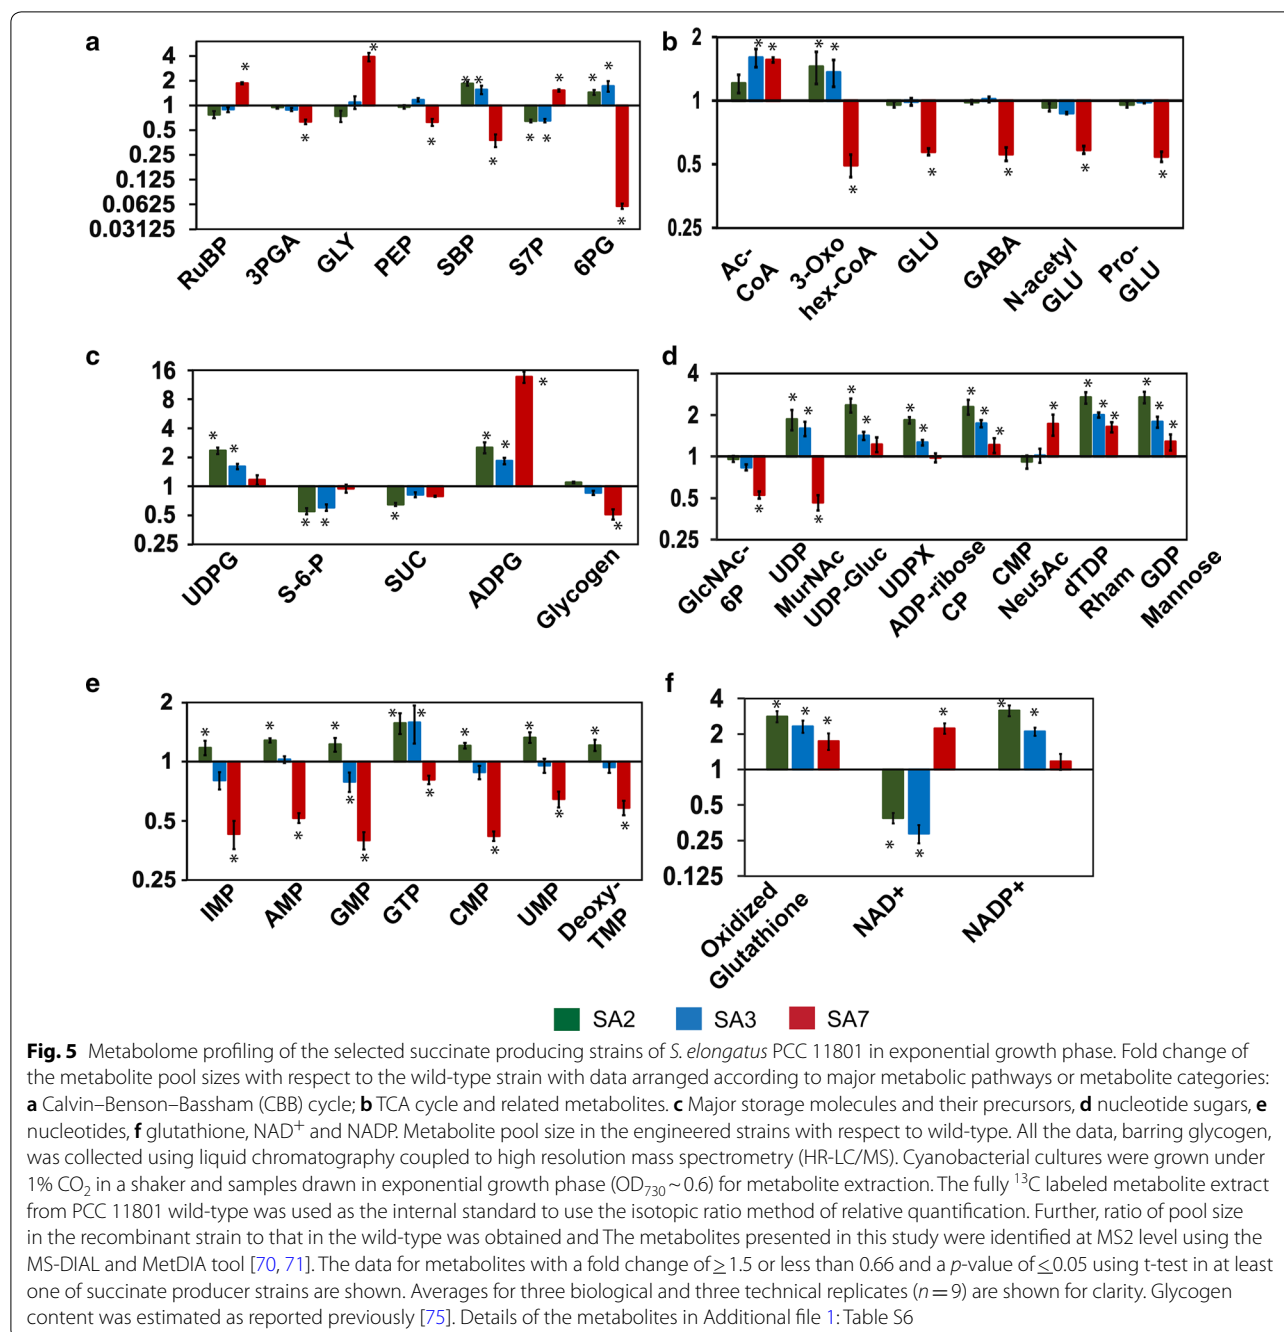 a
4
2
1
0.5
0.25
0.125
0.0625
0.03125
* * * * * * * * * * * *
RuBP
3PGA
GLY
PEP
SBP
S7P
6PG
b
2
1
0.5
0.25
* * * * * * * * *
Ac-
CoA
3-Oxo
hex-CoA
GLU
GABA
N-acetyl
GLU
Pro-
GLU
c
16
8
4
2
1
0.5
0.25
* * * * * * * * *
UDPG
S-6-P
SUC
ADPG
Glycogen
d
4
2
1
0.5
0.25
* * * * * * * * * * * * * * * * * *
GlcNAc-
6P
UDP
MurNAc
UDP-Gluc
UDPX
ADP-ribose
CP
CMP
Neu5Ac
dTDP
Rham
GDP
Mannose
e
2
1
0.5
0.25
* * * * * * * * * * * * * * * *
IMP
AMP
GMP
GTP
CMP
UMP
Deoxy-
TMP
f
4
2
1
0.5
0.25
0.125
* * * * * * * *
Oxidized
Glutathione
NAD+
NADP+
SA2 SA3 SA7
Fig. 5 Metabolome profiling of the selected succinate producing strains of S. elongatus PCC 11801 in exponential growth phase. Fold change of
the metabolite pool sizes with respect to the wild-type strain with data arranged according to major metabolic pathways or metabolite categories:
a Calvin–Benson–Bassham (CBB) cycle; b TCA cycle and related metabolites. c Major storage molecules and their precursors, d nucleotide sugars, e
nucleotides, f glutathione, NAD+ and NADP. Metabolite pool size in the engineered strains with respect to wild-type. All the data, barring glycogen,
was collected using liquid chromatography coupled to high resolution mass spectrometry (HR-LC/MS). Cyanobacterial cultures were grown under
1% CO2 in a shaker and samples drawn in exponential growth phase (OD730 ~ 0.6) for metabolite extraction. The fully 13C labeled metabolite extract
from PCC 11801 wild-type was used as the internal standard to use the isotopic ratio method of relative quantification. Further, ratio of pool size
in the recombinant strain to that in the wild-type was obtained and The metabolites presented in this study were identified at MS2 level using the
MS-DIAL and MetDIA tool [70, 71]. The data for metabolites with a fold change of ≥ 1.5 or less than 0.66 and a p-value of ≤ 0.05 using t-test in at least
one of succinate producer strains are shown. Averages for three biological and three technical replicates (n = 9) are shown for clarity. Glycogen
content was estimated as reported previously [75]. Details of the metabolites in Additional file 1: Table S6